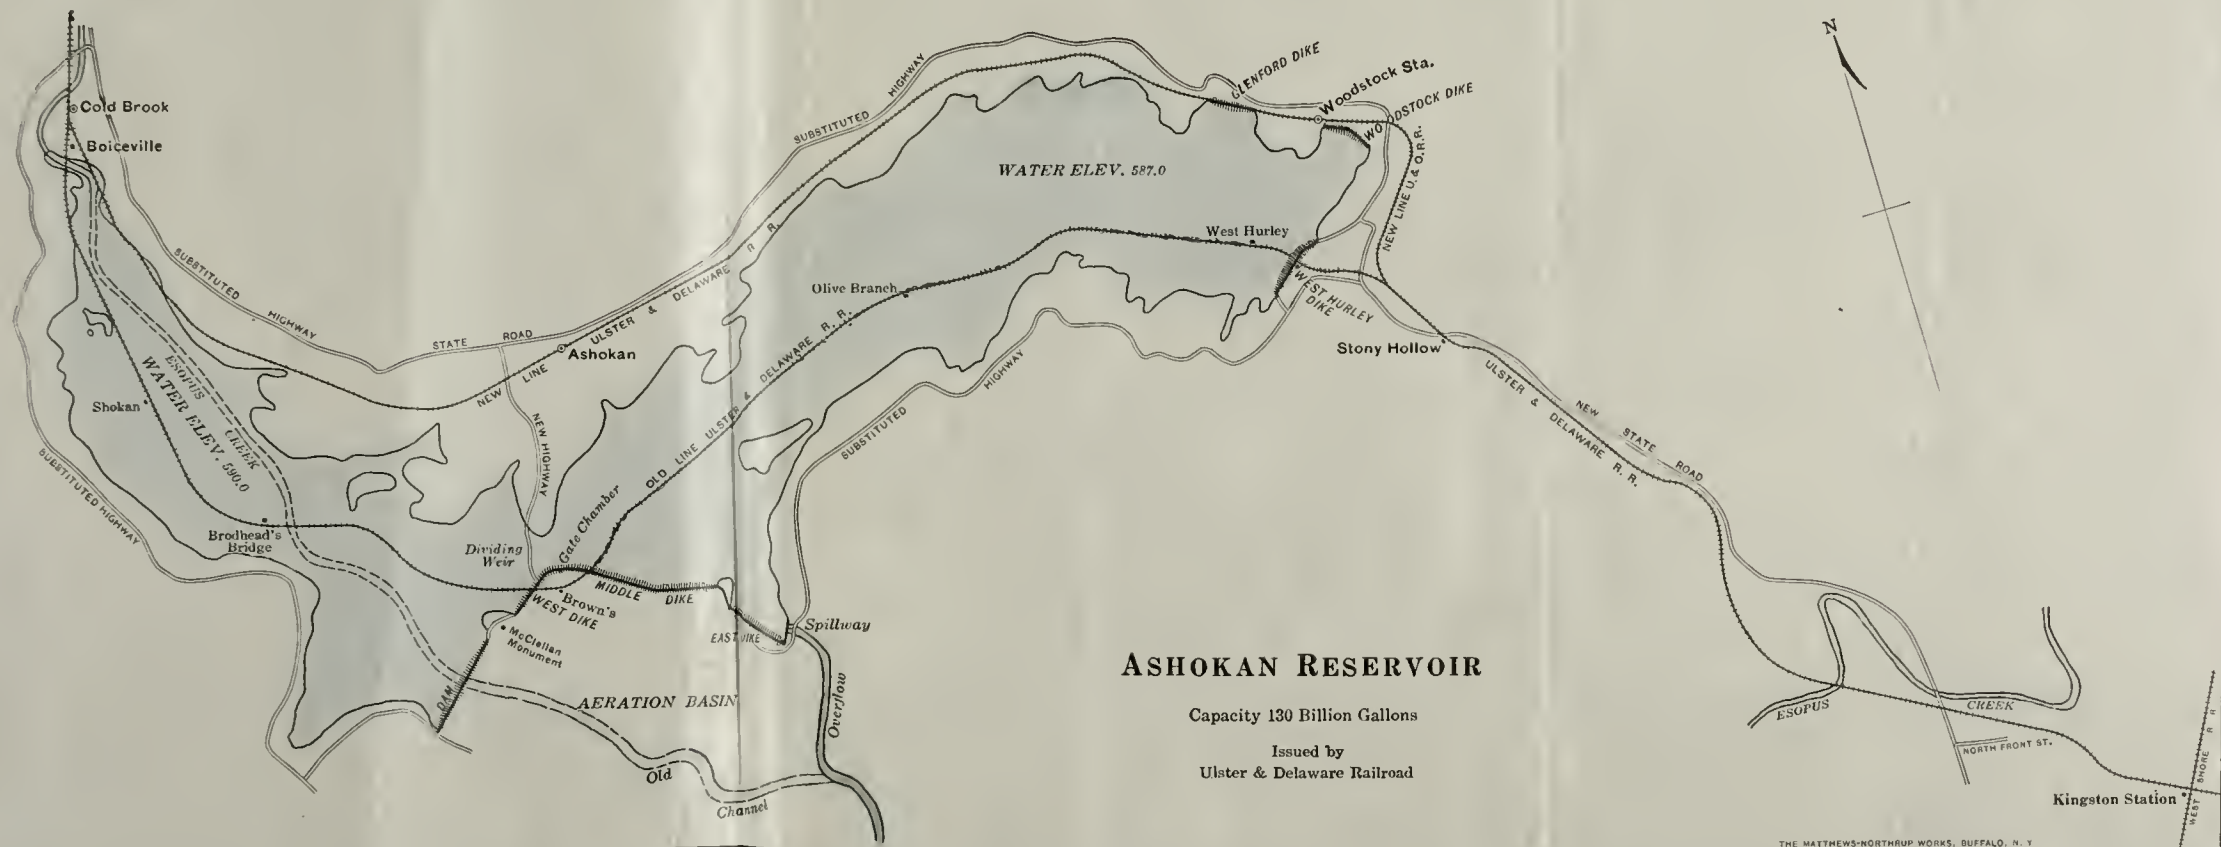 N
Cold Brook
Boiceville
SUBSTITUTED HIGHWAY
GLENFORD DIKE
Woodstock Sta.
WOODSTOCK DIKE
NEW LINE U. & O. R.R.
WATER ELEV. 587.0
SUBSTITUTED HIGHWAY
STATE ROAD
NEW LINE ULSTER & DELAWARE R. R.
Ashokan
West Hurley
Olive Branch
WEST HURLEY
DIKE
Stony Hollow
ULSTER & DELAWARE R. R.
NEW STATE ROAD
OLD LINE ULSTER & DELAWARE R. R.
SUBSTITUTED HIGHWAY
NEW HIGHWAY
ESOPUS CREEK
WATER ELEV. 590.0
Shokan
SUBSTITUTED HIGHWAY
Brodhead's
Bridge
Dividing
Weir
Gate Chamber
MIDDLE DIKE
Brown's
WEST DIKE
McClellan
Monument
EAST DIKE
Spillway
DAM
AERATION BASIN
Overflow
Old Channel
ASHOKAN RESERVOIR
Capacity 130 Billion Gallons
Issued by
Ulster & Delaware Railroad
ESOPUS CREEK
NORTH FRONT ST.
Kingston Station
WEST SHORE R R
THE MATTHEWS-NORTHRUP WORKS, BUFFALO, N. Y